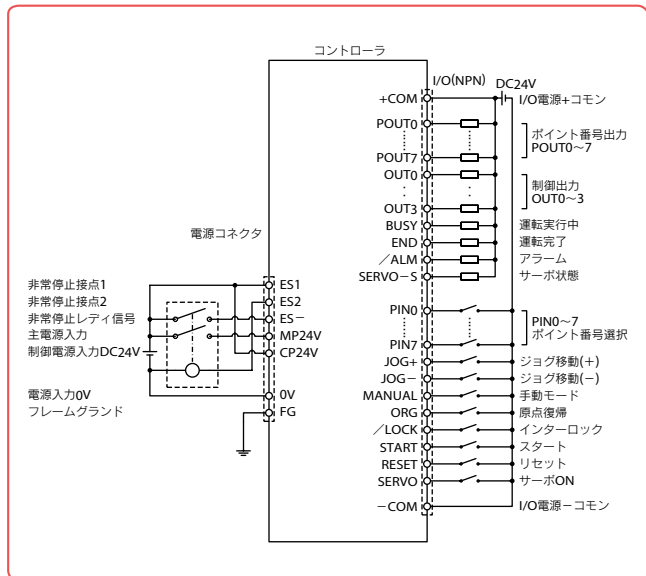 コントローラ
I/O(NPN)
DC24V
+COM
I/O電源+コモン
POUT0
POUT7
ポイント番号出力
POUT0～7
OUT0
OUT3
制御出力
OUT0～3
BUSY
運転実行中
END
運転完了
／ALM
アラーム
SERVO－S
サーボ状態
電源コネクタ
非常停止接点1
ES1
非常停止接点2
ES2
非常停止レディ信号
ES－
主電源入力
MP24V
制御電源入力DC24V
CP24V
電源入力0V
0V
フレームグランド
FG
PIN0
PIN7
PIN0～7
ポイント番号選択
JOG+
ジョグ移動(+)
JOG－
ジョグ移動(－)
MANUAL
手動モード
ORG
原点復帰
／LOCK
インターロック
START
スタート
RESET
リセット
SERVO
サーボON
－COM
I/O電源－コモン